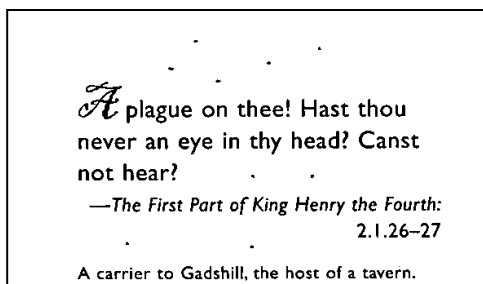 A plague on thee! Hast thou
never an eye in thy head? Canst
not hear?
—The First Part of King Henry the Fourth:
2.1.26–27
A carrier to Gadshill, the host of a tavern.